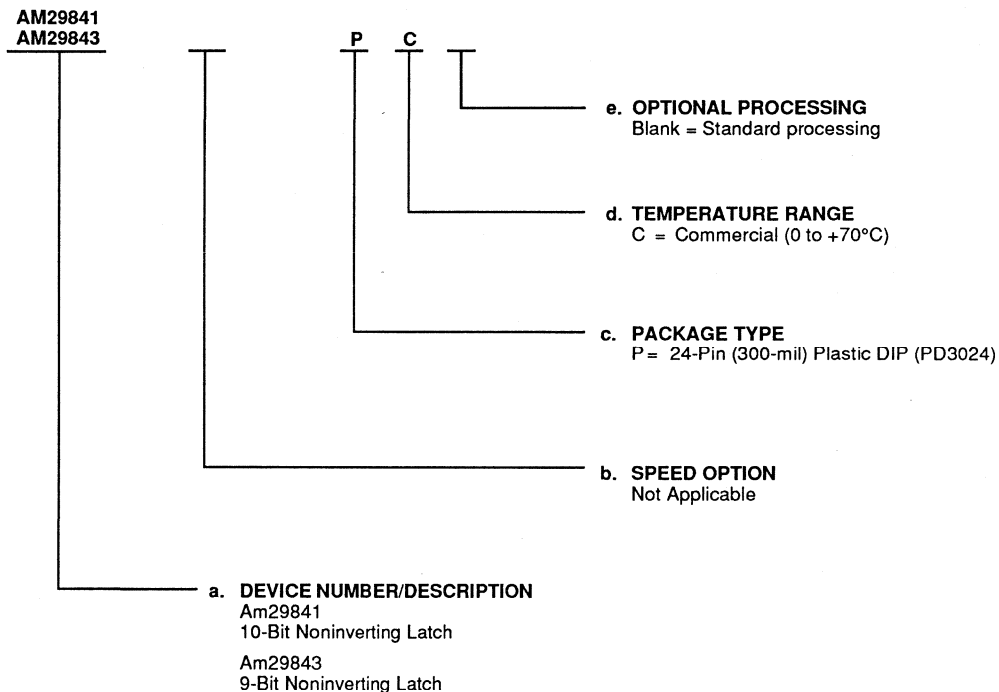 AM29841
AM29843
P C
e. OPTIONAL PROCESSING
Blank = Standard processing
d. TEMPERATURE RANGE
C = Commercial (0 to +70°C)
c. PACKAGE TYPE
P = 24-Pin (300-mil) Plastic DIP (PD3024)
b. SPEED OPTION
Not Applicable
a. DEVICE NUMBER/DESCRIPTION
Am29841
10-Bit Noninverting Latch
Am29843
9-Bit Noninverting Latch